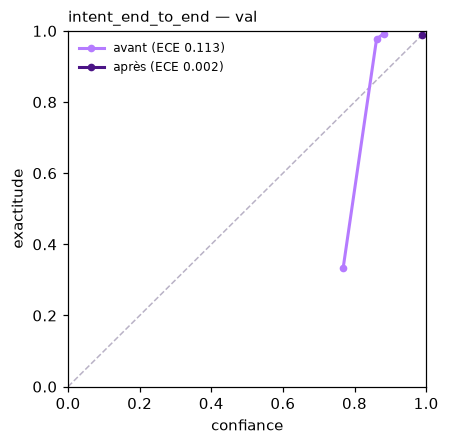 intent_end_to_end — val
avant (ECE 0.113)
après (ECE 0.002)
1.0
0.8
0.6
0.4
0.2
0.0
exactitude
0.0 0.2 0.4 0.6 0.8 1.0
confiance